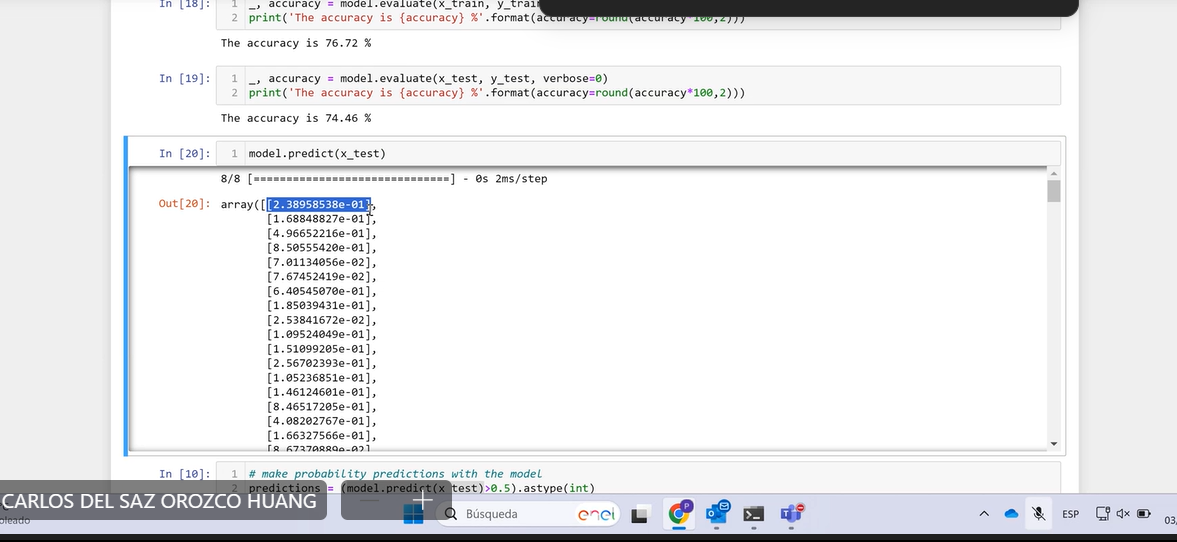 In [18]: 1 _, accuracy = model.evaluate(x_train, y_train
2 print('The accuracy is {accuracy} %'.format(accuracy=round(accuracy*100,2)))
The accuracy is 76.72 %
In [19]: 1 _, accuracy = model.evaluate(x_test, y_test, verbose=0)
2 print('The accuracy is {accuracy} %'.format(accuracy=round(accuracy*100,2)))
The accuracy is 74.46 %
In [20]: 1 model.predict(x_test)
8/8 [==============================] - 0s 2ms/step
Out[20]: array([[2.38958538e-01],
[1.68848827e-01],
[4.96652216e-01],
[8.50555420e-01],
[7.01134056e-02],
[7.67452419e-02],
[6.40545070e-01],
[1.85039431e-01],
[2.53841672e-02],
[1.09524049e-01],
[1.51099205e-01],
[2.56702393e-01],
[1.05236851e-01],
[1.46124601e-01],
[8.46517205e-01],
[4.08202767e-01],
[1.66327566e-01],
[8.67370889e-02]
In [10]: 1 # make probability predictions with the model
2 predictions = (model.predict(x_test)>0.5).astype(int)
CARLOS DEL SAZ OROZCO HUANG
Búsqueda
enel
ESP
03,